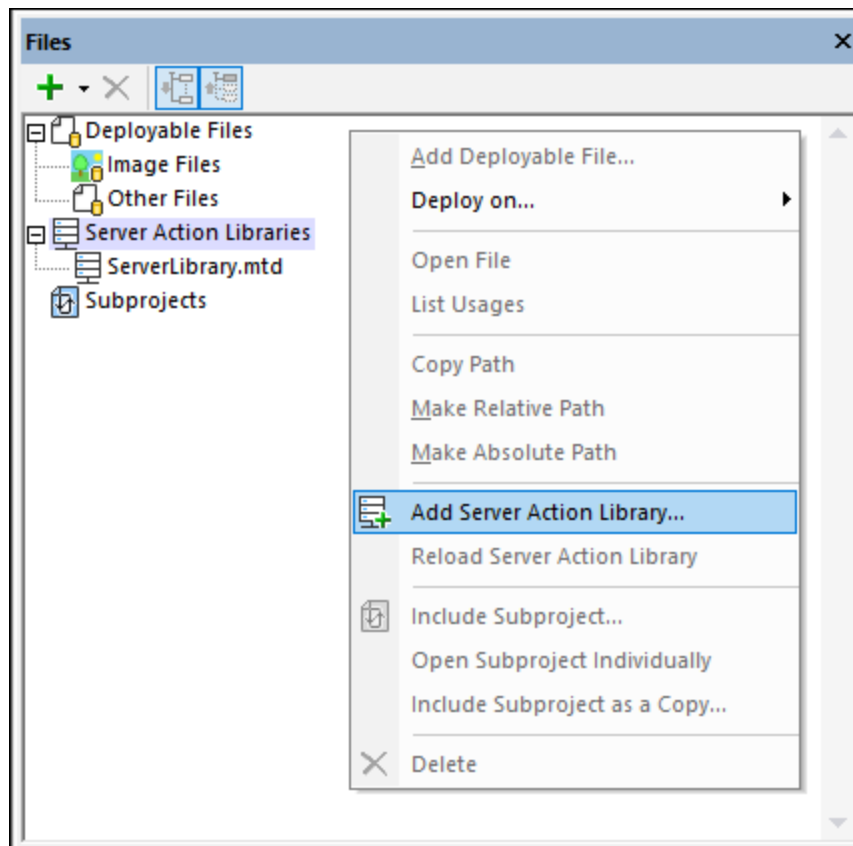 Files
Deployable Files
Image Files
Other Files
Server Action Libraries
ServerLibrary.mtd
Subprojects
Add Deployable File...
Deploy on...
Open File
List Usages
Copy Path
Make Relative Path
Make Absolute Path
Add Server Action Library...
Reload Server Action Library
Include Subproject...
Open Subproject Individually
Include Subproject as a Copy...
Delete